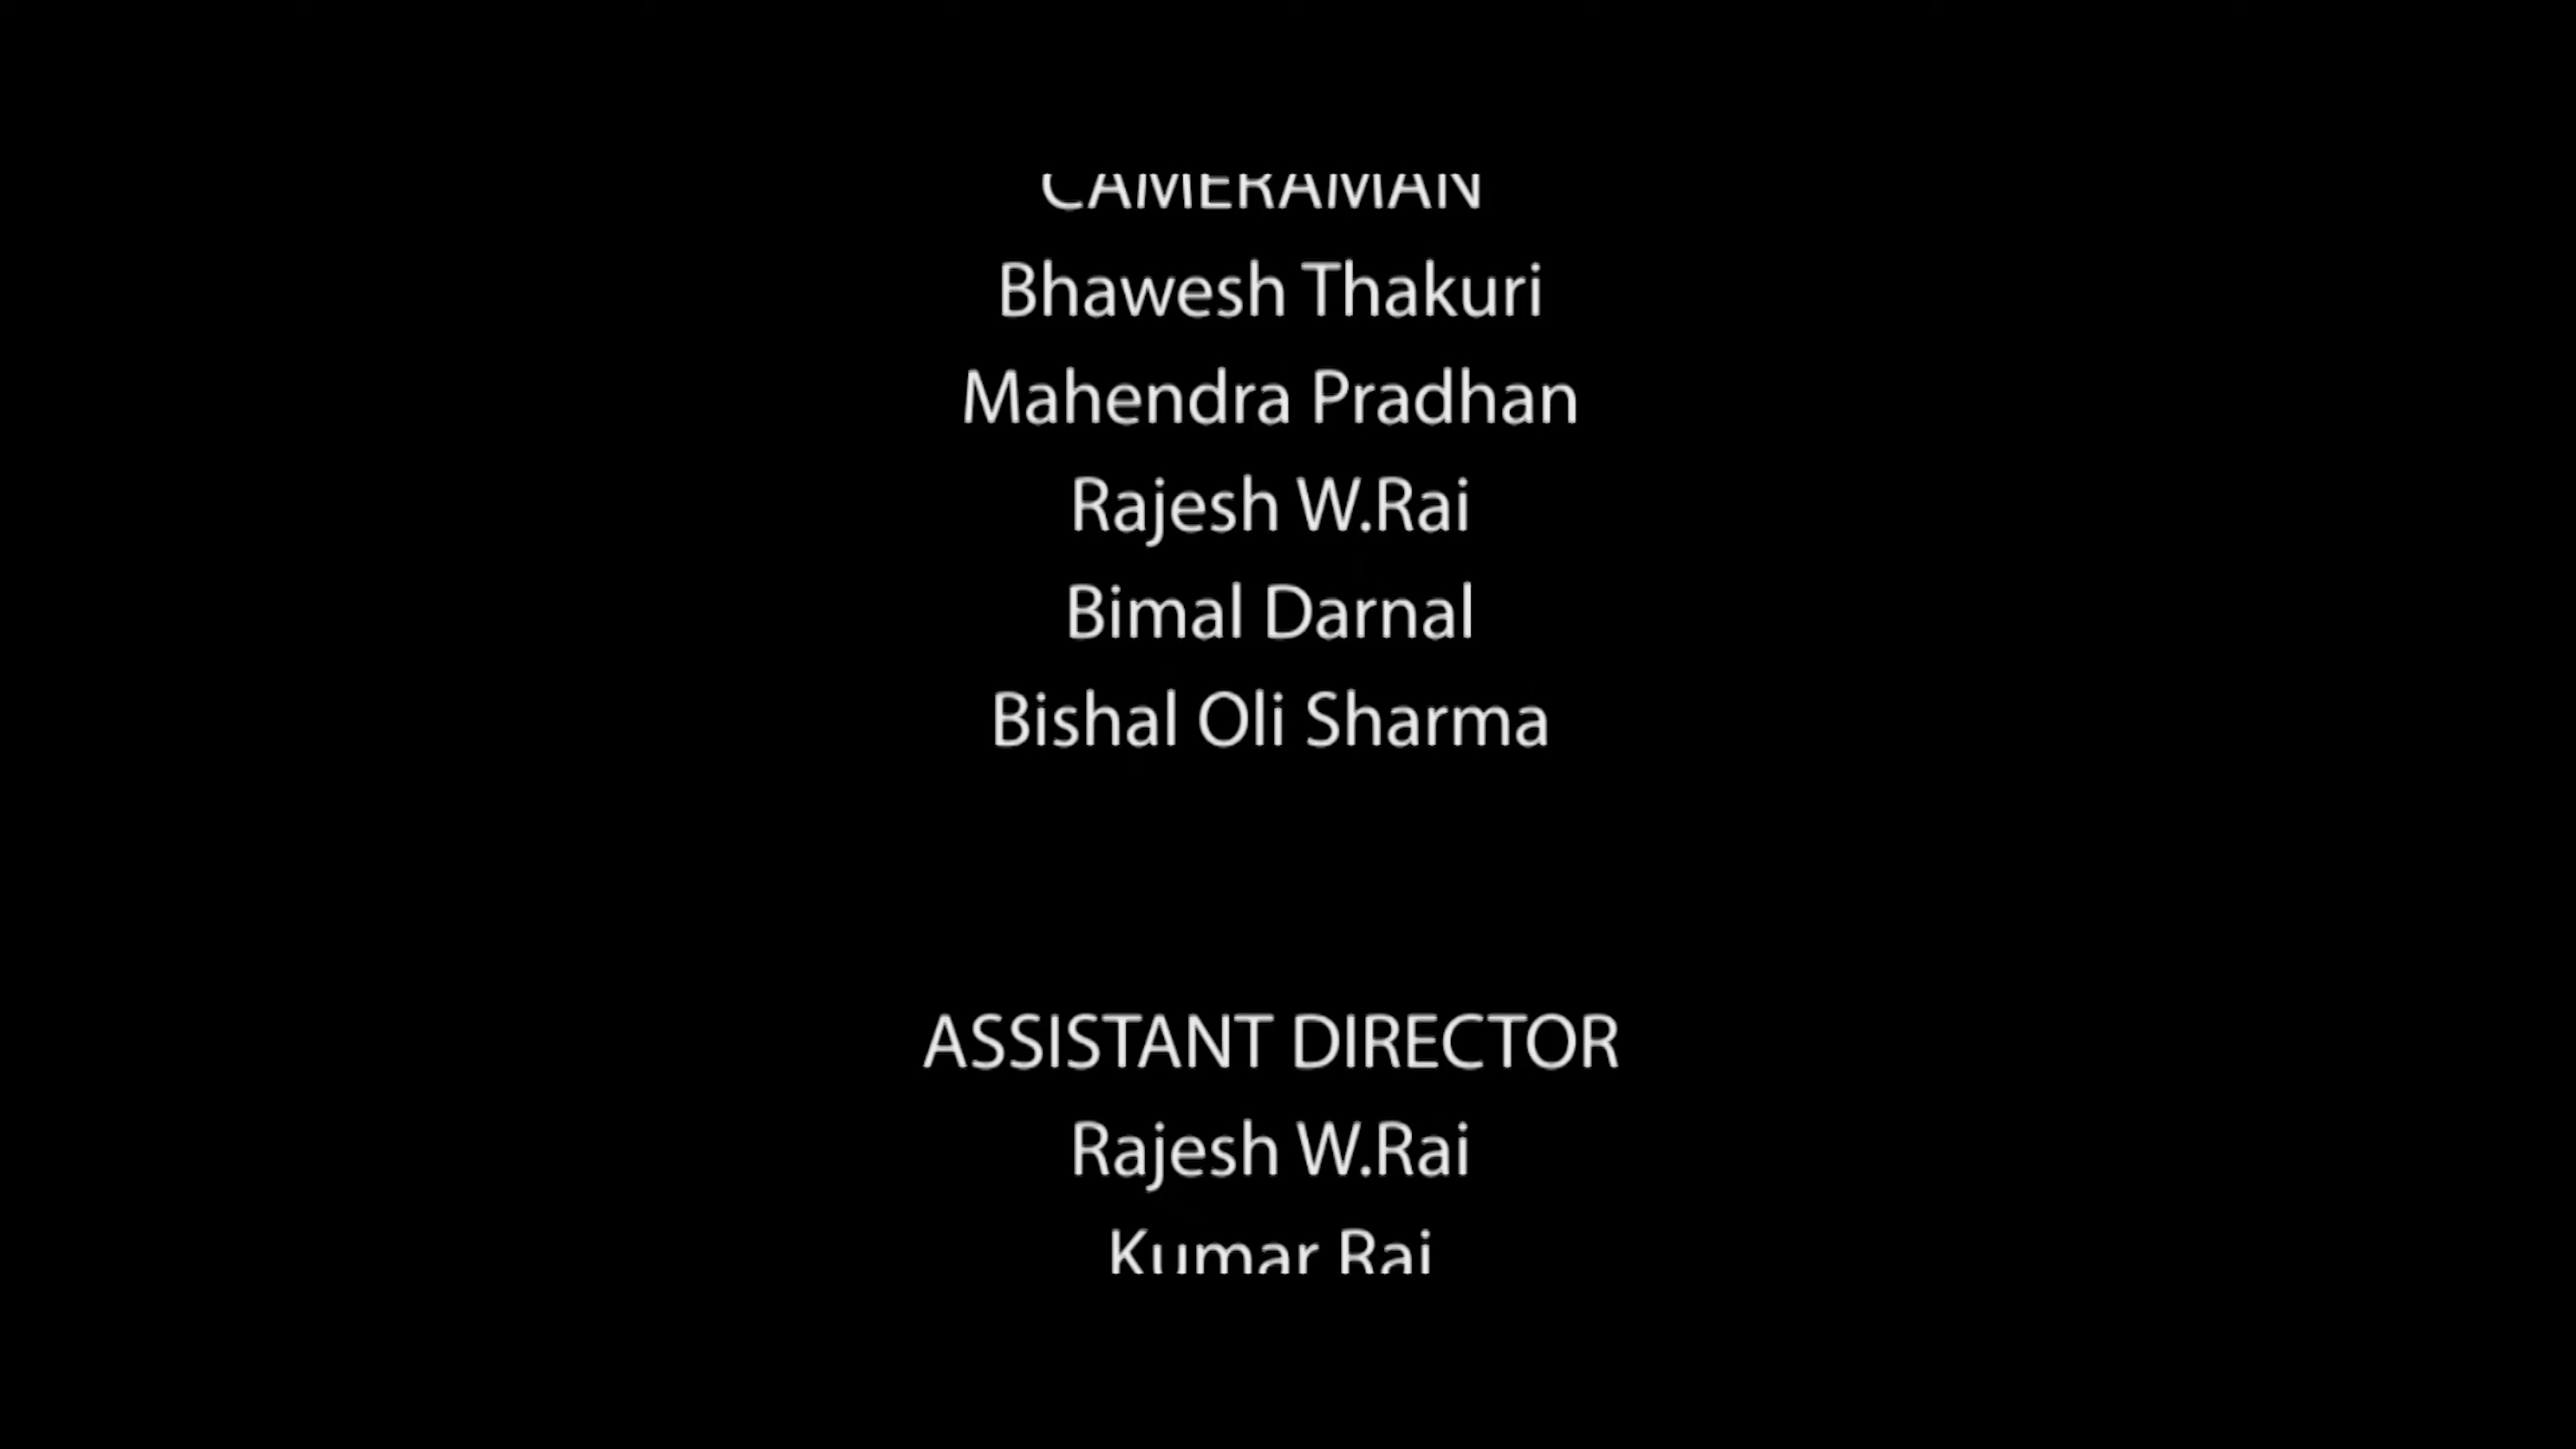 CAMERAMAN
Bhawesh Thakuri
Mahendra Pradhan
Rajesh W.Rai
Bimal Darnal
Bishal Oli Sharma
ASSISTANT DIRECTOR
Rajesh W.Rai
Kumar Rai